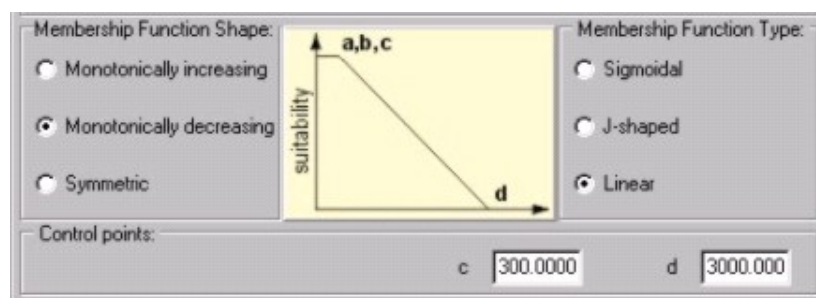 Membership Function Shape:
Monotonically increasing
Monotonically decreasing
Symmetric
a,b,c
suitability
d
Membership Function Type:
Sigmoidal
J-shaped
Linear
Control points:
c 300.0000 d 3000.000